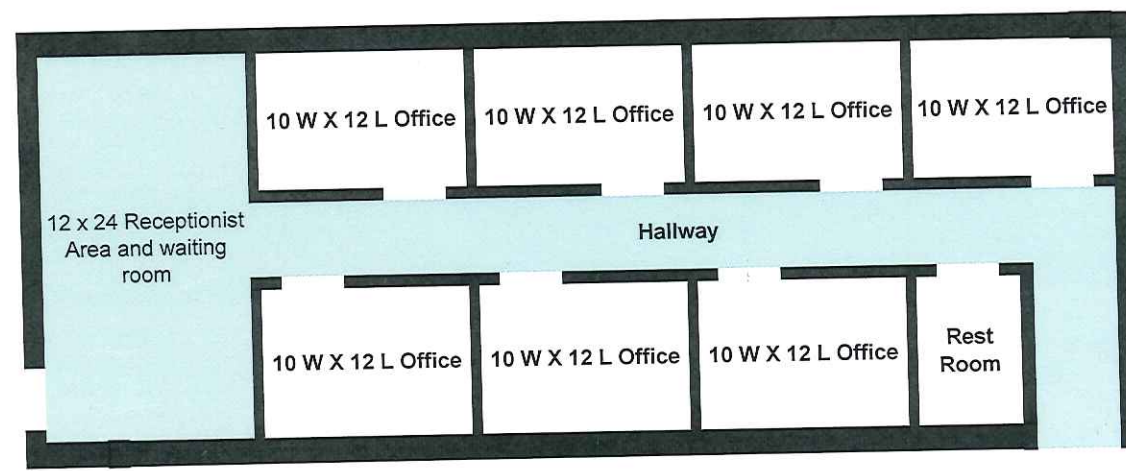 10 W X 12 L Office
10 W X 12 L Office
10 W X 12 L Office
10 W X 12 L Office
12 x 24 Receptionist
Area and waiting
room
Hallway
10 W X 12 L Office
10 W X 12 L Office
10 W X 12 L Office
Rest
Room